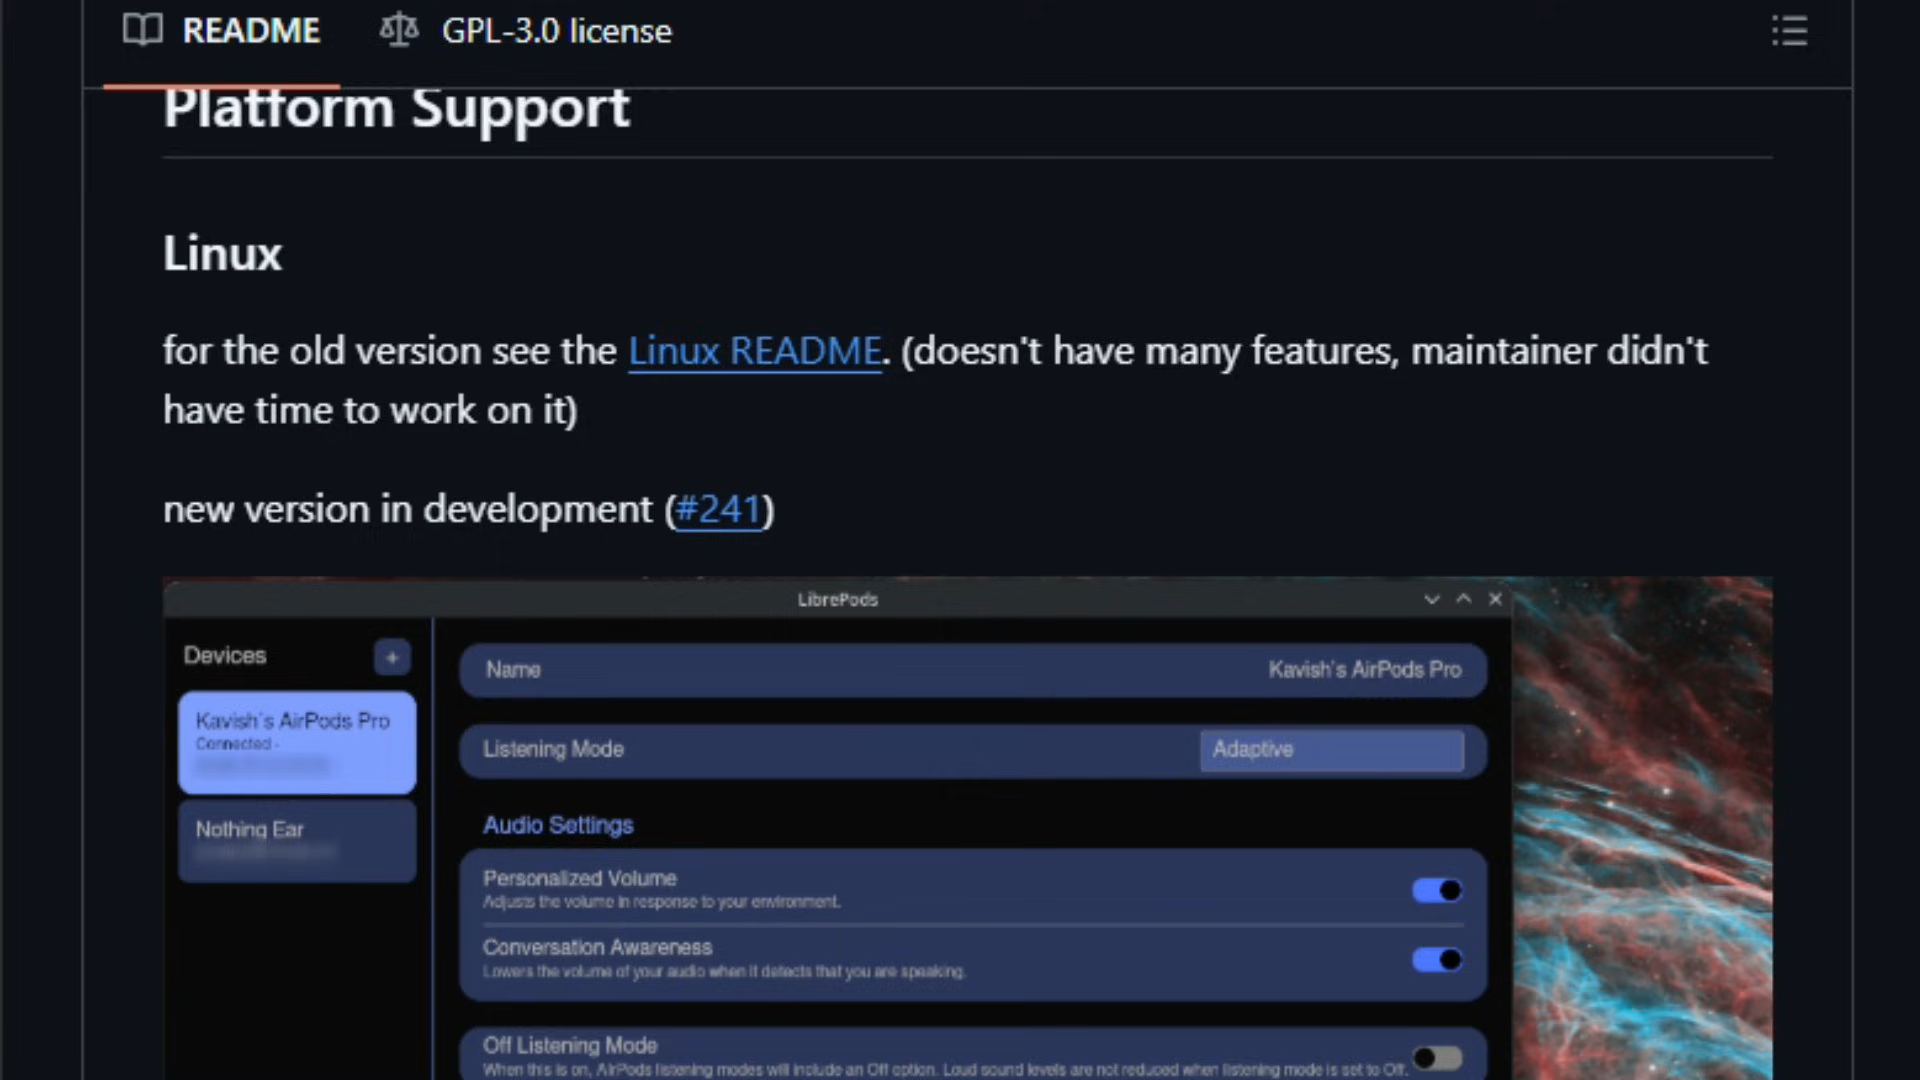 README GPL-3.0 license
Platform Support
Linux
for the old version see the Linux README. (doesn't have many features, maintainer didn't
have time to work on it)
new version in development (#241)
LibrePods
Devices +
Name Kavish's AirPods Pro
Kavish's AirPods Pro
Connected -
Listening Mode Adaptive
Nothing Ear
Audio Settings
Personalized Volume
Adjusts the volume in response to your environment.
Conversation Awareness
Lowers the volume of your audio when it detects that you are speaking.
Off Listening Mode
When this is on, AirPods listening modes will include an Off option. Loud sound levels are not reduced when listening mode is set to Off.